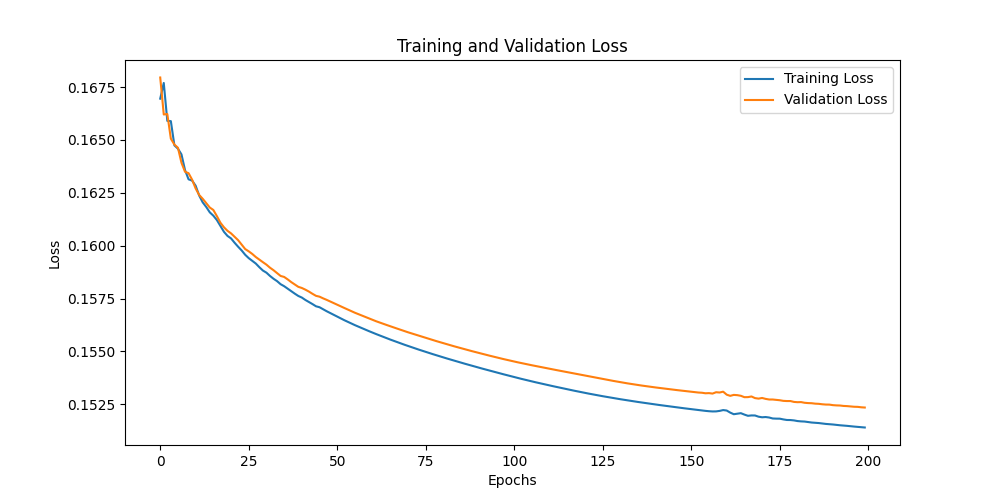 Training and Validation Loss
Training Loss
Validation Loss
0.1675
0.1650
0.1625
0.1600
0.1575
0.1550
0.1525
Loss
0 25 50 75 100 125 150 175 200
Epochs